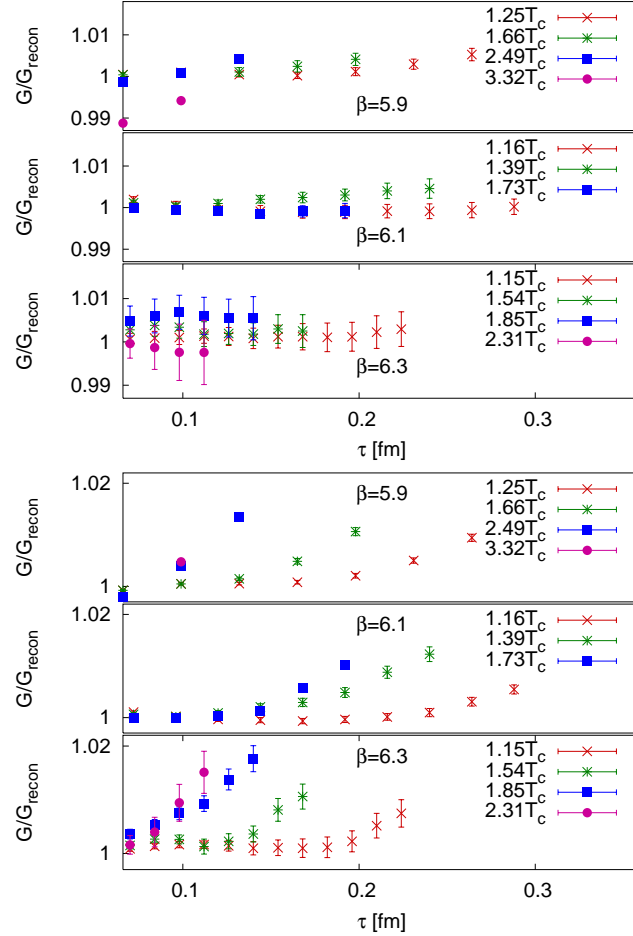 G/G_recon
1.01
1
0.99
β=5.9
1.25T_c
1.66T_c
2.49T_c
3.32T_c
G/G_recon
1.01
1
0.99
β=6.1
1.16T_c
1.39T_c
1.73T_c
G/G_recon
1.01
1
0.99
β=6.3
1.15T_c
1.54T_c
1.85T_c
2.31T_c
0.1 0.2 0.3
τ [fm]
G/G_recon
1.02
1
β=5.9
1.25T_c
1.66T_c
2.49T_c
3.32T_c
G/G_recon
1.02
1
β=6.1
1.16T_c
1.39T_c
1.73T_c
G/G_recon
1.02
1
β=6.3
1.15T_c
1.54T_c
1.85T_c
2.31T_c
0.1 0.2 0.3
τ [fm]